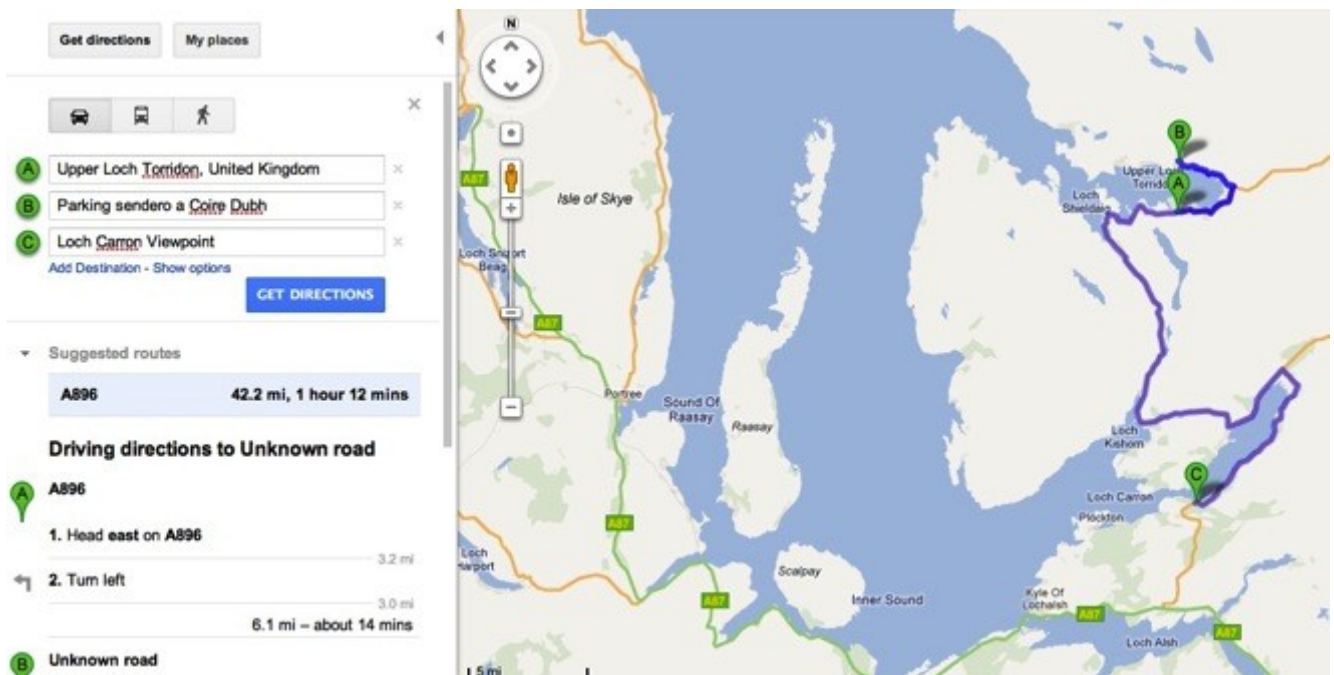 Get directions
My places
A Upper Loch Torridon, United Kingdom
B Parking sendero a Coire Dubh
C Loch Carron Viewpoint
Add Destination - Show options
GET DIRECTIONS
Suggested routes
A896 42.2 mi, 1 hour 12 mins
Driving directions to Unknown road
A A896
1. Head east on A896
3.2 mi
2. Turn left
3.0 mi
6.1 mi – about 14 mins
B Unknown road
N
B
Upper Lo
Torrido
A
Loch
Shieldaig
A87
Isle of Skye
Loch Snizort
Beag
A87
Portree
Sound Of
Raasay
Raasay
Loch
Kishorn
C
Loch Carron
Plockton
A87
Loch
Harport
Scalpay
A87
Inner Sound
Kyle Of
Lochalsh
A87
A87
Loch Alsh
5 mi